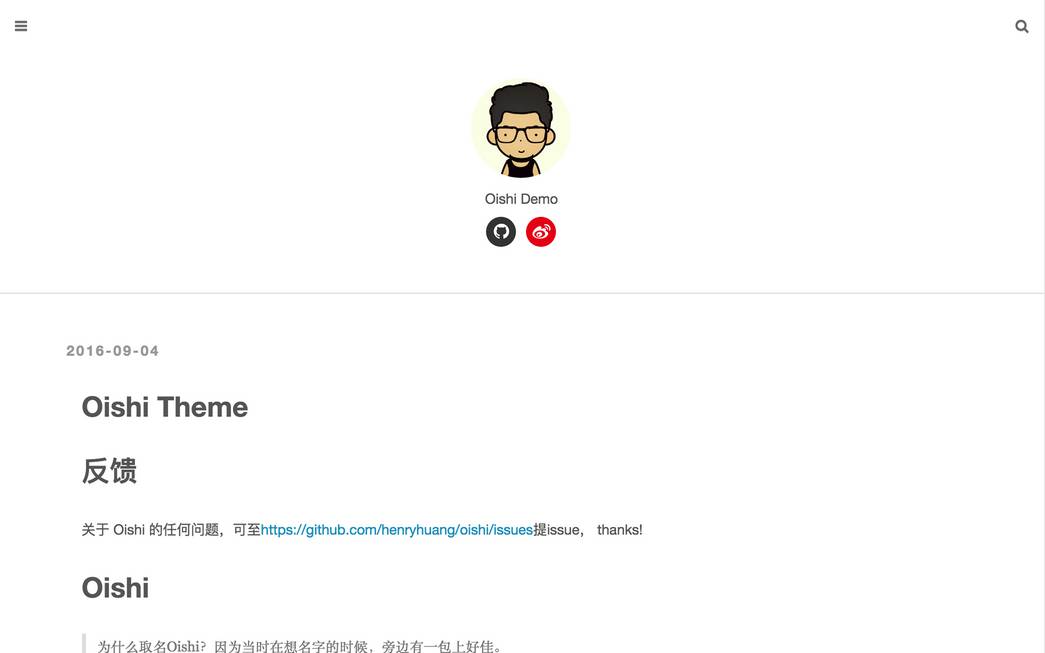 Oishi Demo
2016-09-04
Oishi Theme
反馈
关于 Oishi 的任何问题，可至https://github.com/henryhuang/oishi/issues提issue， thanks!
Oishi
为什么取名Oishi？因为当时在想名字的时候，旁边有一包上好佳。